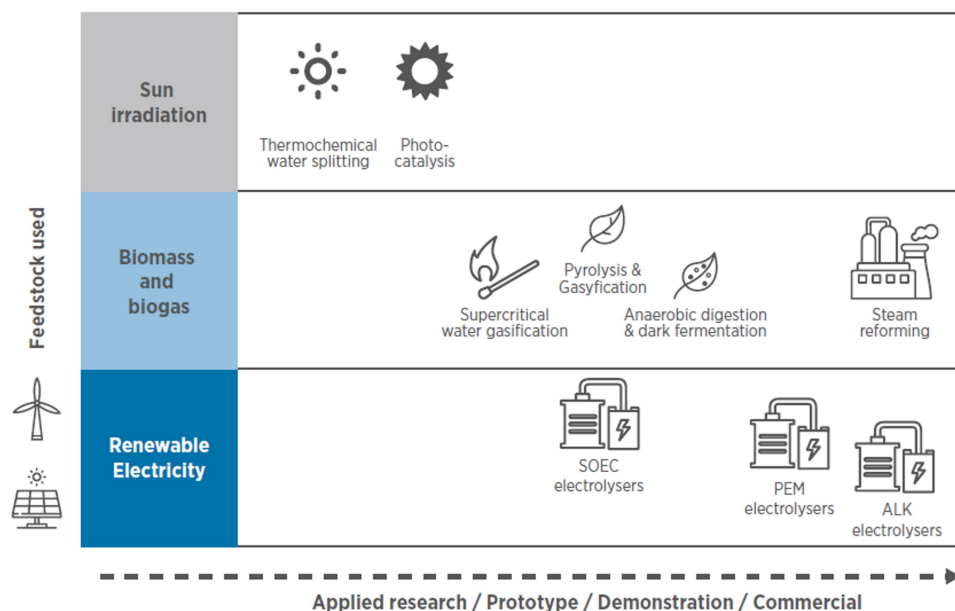 Feedstock used
Sun
irradiation
Thermochemical
water splitting
Photo-
catalysis
Biomass
and
biogas
Supercritical
water gasification
Pyrolysis &
Gasyfication
Anaerobic digestion
& dark fermentation
Steam
reforming
Renewable
Electricity
SOEC
electrolysers
PEM
electrolysers
ALK
electrolysers
Applied research / Prototype / Demonstration / Commercial